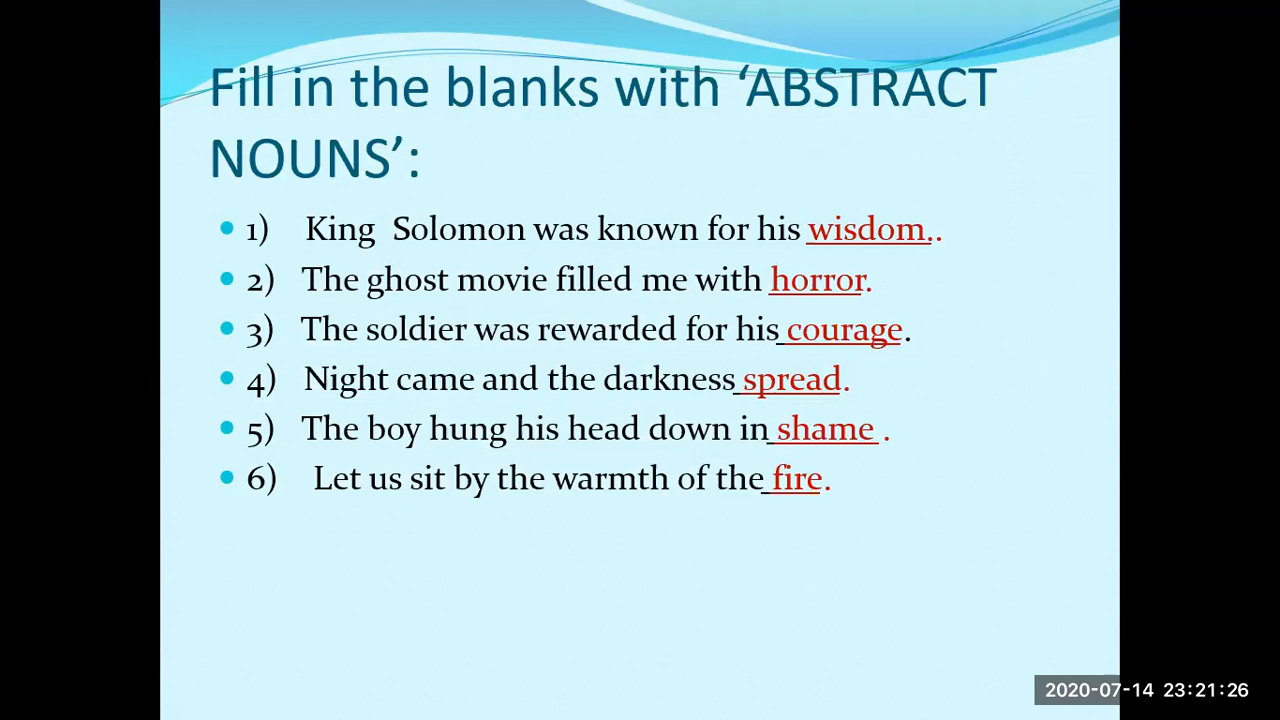 Fill in the blanks with ‘ABSTRACT
NOUNS’:
• 1) King Solomon was known for his wisdom..
• 2) The ghost movie filled me with horror.
• 3) The soldier was rewarded for his courage.
• 4) Night came and the darkness spread.
• 5) The boy hung his head down in shame .
• 6) Let us sit by the warmth of the fire.
2020-07-14 23:21:26